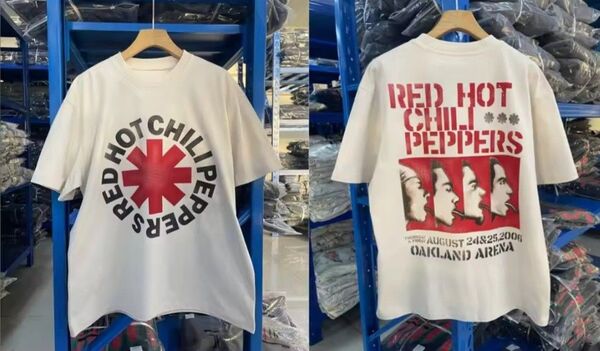 RED HOT CHILI PEPPERS
RED HOT
CHILI
PEPPERS
AUGUST 24&25,2006
OAKLAND ARENA